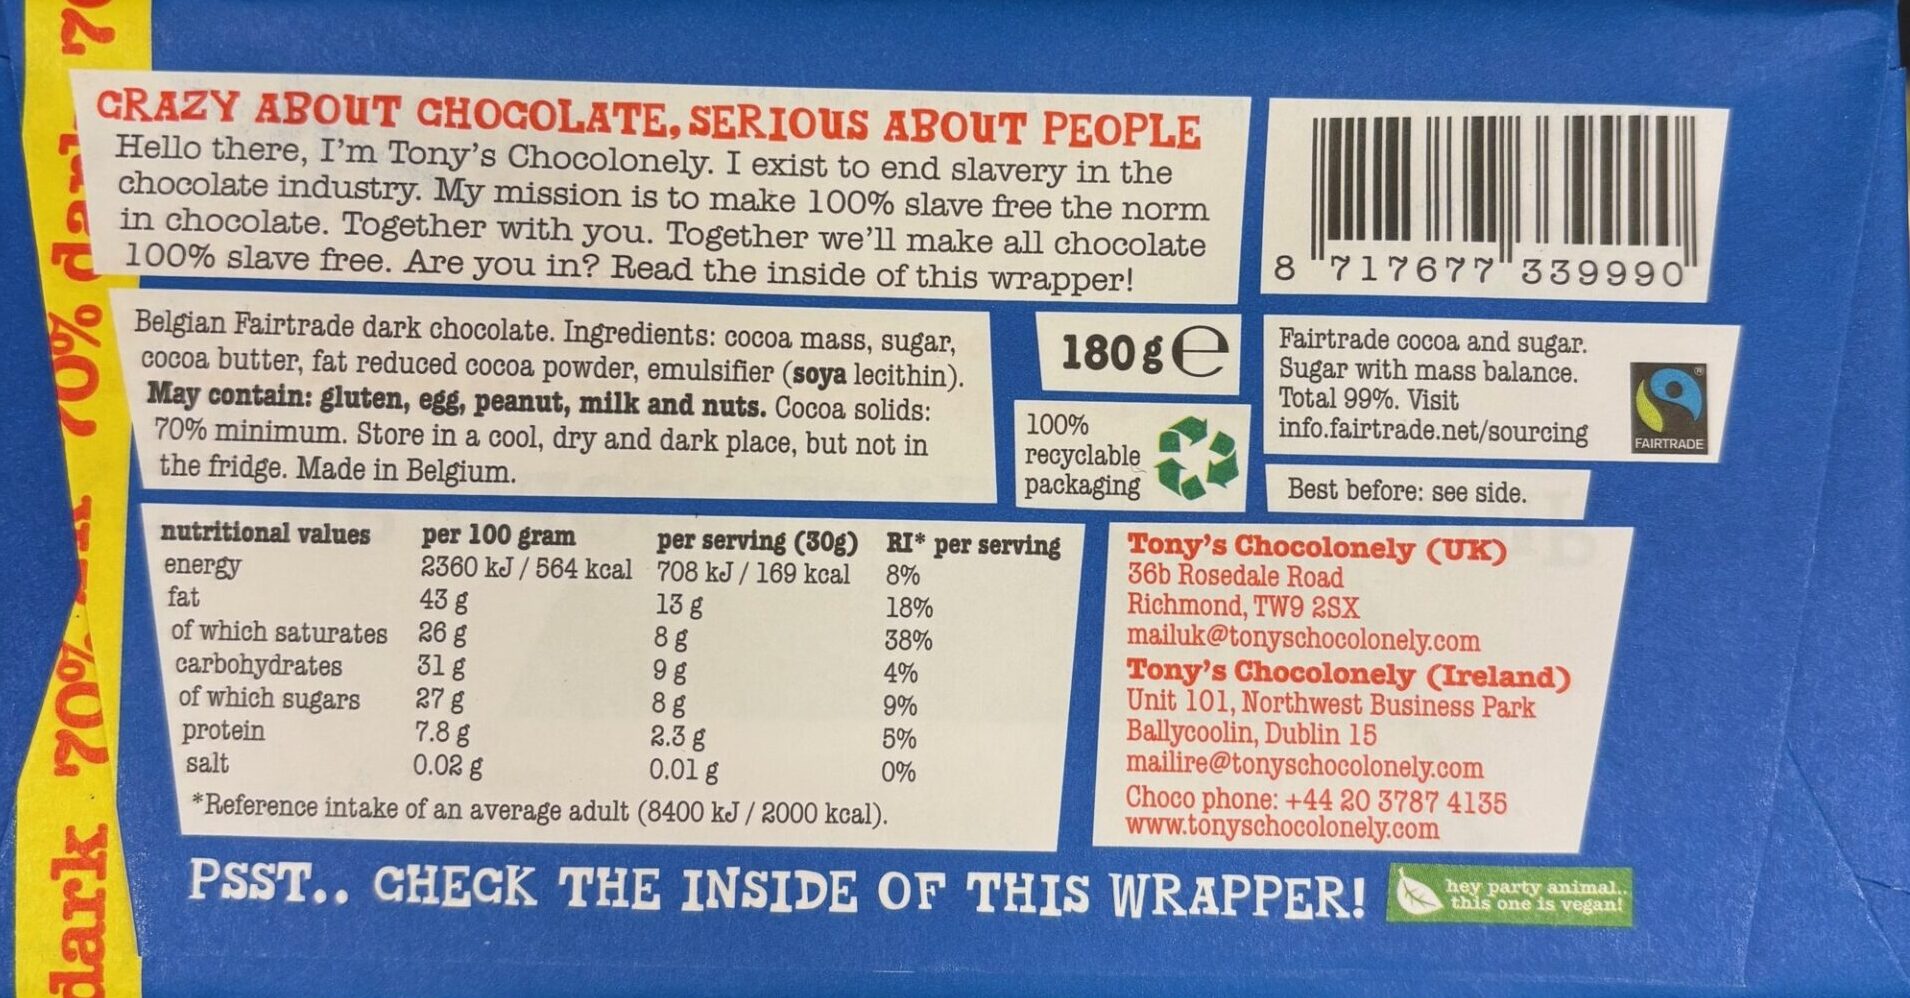 CRAZY ABOUT CHOCOLATE, SERIOUS ABOUT PEOPLE
Hello there, I'm Tony's Chocolonely. I exist to end slavery in the
chocolate industry. My mission is to make 100% slave free the norm
in chocolate. Together with you. Together we'll make all chocolate
100% slave free. Are you in? Read the inside of this wrapper!
8 717677 339990
Belgian Fairtrade dark chocolate. Ingredients: cocoa mass, sugar,
cocoa butter, fat reduced cocoa powder, emulsifier (soya lecithin).
May contain: gluten, egg, peanut, milk and nuts. Cocoa solids:
70% minimum. Store in a cool, dry and dark place, but not in
the fridge. Made in Belgium.
180 g e
100%
recyclable
packaging
Fairtrade cocoa and sugar.
Sugar with mass balance.
Total 99%. Visit
info.fairtrade.net/sourcing
FAIRTRADE
Best before: see side.
nutritional values per 100 gram per serving (30g) RI* per serving
energy 2360 kJ / 564 kcal 708 kJ / 169 kcal 8%
fat 43 g 13 g 18%
of which saturates 26 g 8 g 38%
carbohydrates 31 g 9 g 4%
of which sugars 27 g 8 g 9%
protein 7.8 g 2.3 g 5%
salt 0.02 g 0.01 g 0%
*Reference intake of an average adult (8400 kJ / 2000 kcal).
Tony's Chocolonely (UK)
36b Rosedale Road
Richmond, TW9 2SX
mailuk@tonyschocolonely.com
Tony's Chocolonely (Ireland)
Unit 101, Northwest Business Park
Ballycoolin, Dublin 15
mailire@tonyschocolonely.com
Choco phone: +44 20 3787 4135
www.tonyschocolonely.com
PSST.. CHECK THE INSIDE OF THIS WRAPPER!
hey party animal..
this one is vegan!
dark 70% 70%